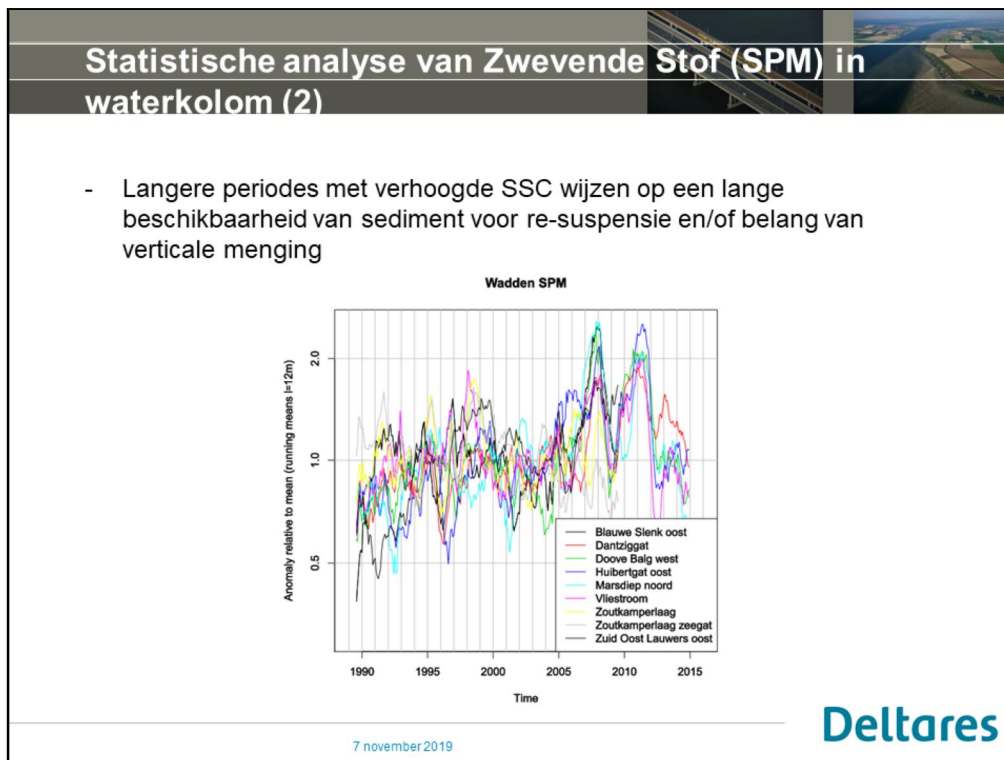 Statistische analyse van Zwevende Stof (SPM) in
waterkolom (2)
- Langere periodes met verhoogde SSC wijzen op een lange
beschikbaarheid van sediment voor re-suspensie en/of belang van
verticale menging
Wadden SPM
Anomaly relative to mean (running means l=12m)
2.0
1.0
0.5
Blauwe Slenk oost
Dantziggat
Doove Balg west
Huibertgat oost
Marsdiep noord
Vliestroom
Zoutkamperlaag
Zoutkamperlaag zeegat
Zuid Oost Lauwers oost
1990 1995 2000 2005 2010 2015
Time
7 november 2019
Deltares